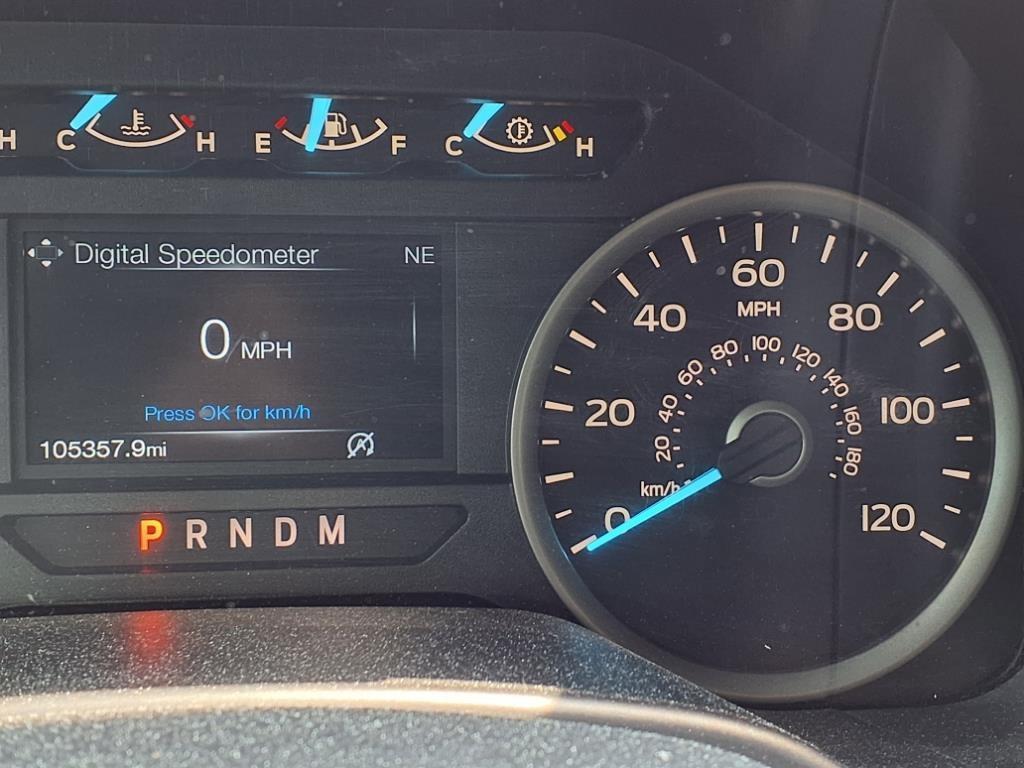 H C H E F C H
Digital Speedometer NE
0 MPH
Press OK for km/h
105357.9mi
P R N D M
0 20 40 60 80 100 120
MPH
20 40 60 80 100 120 140 160 180
km/h